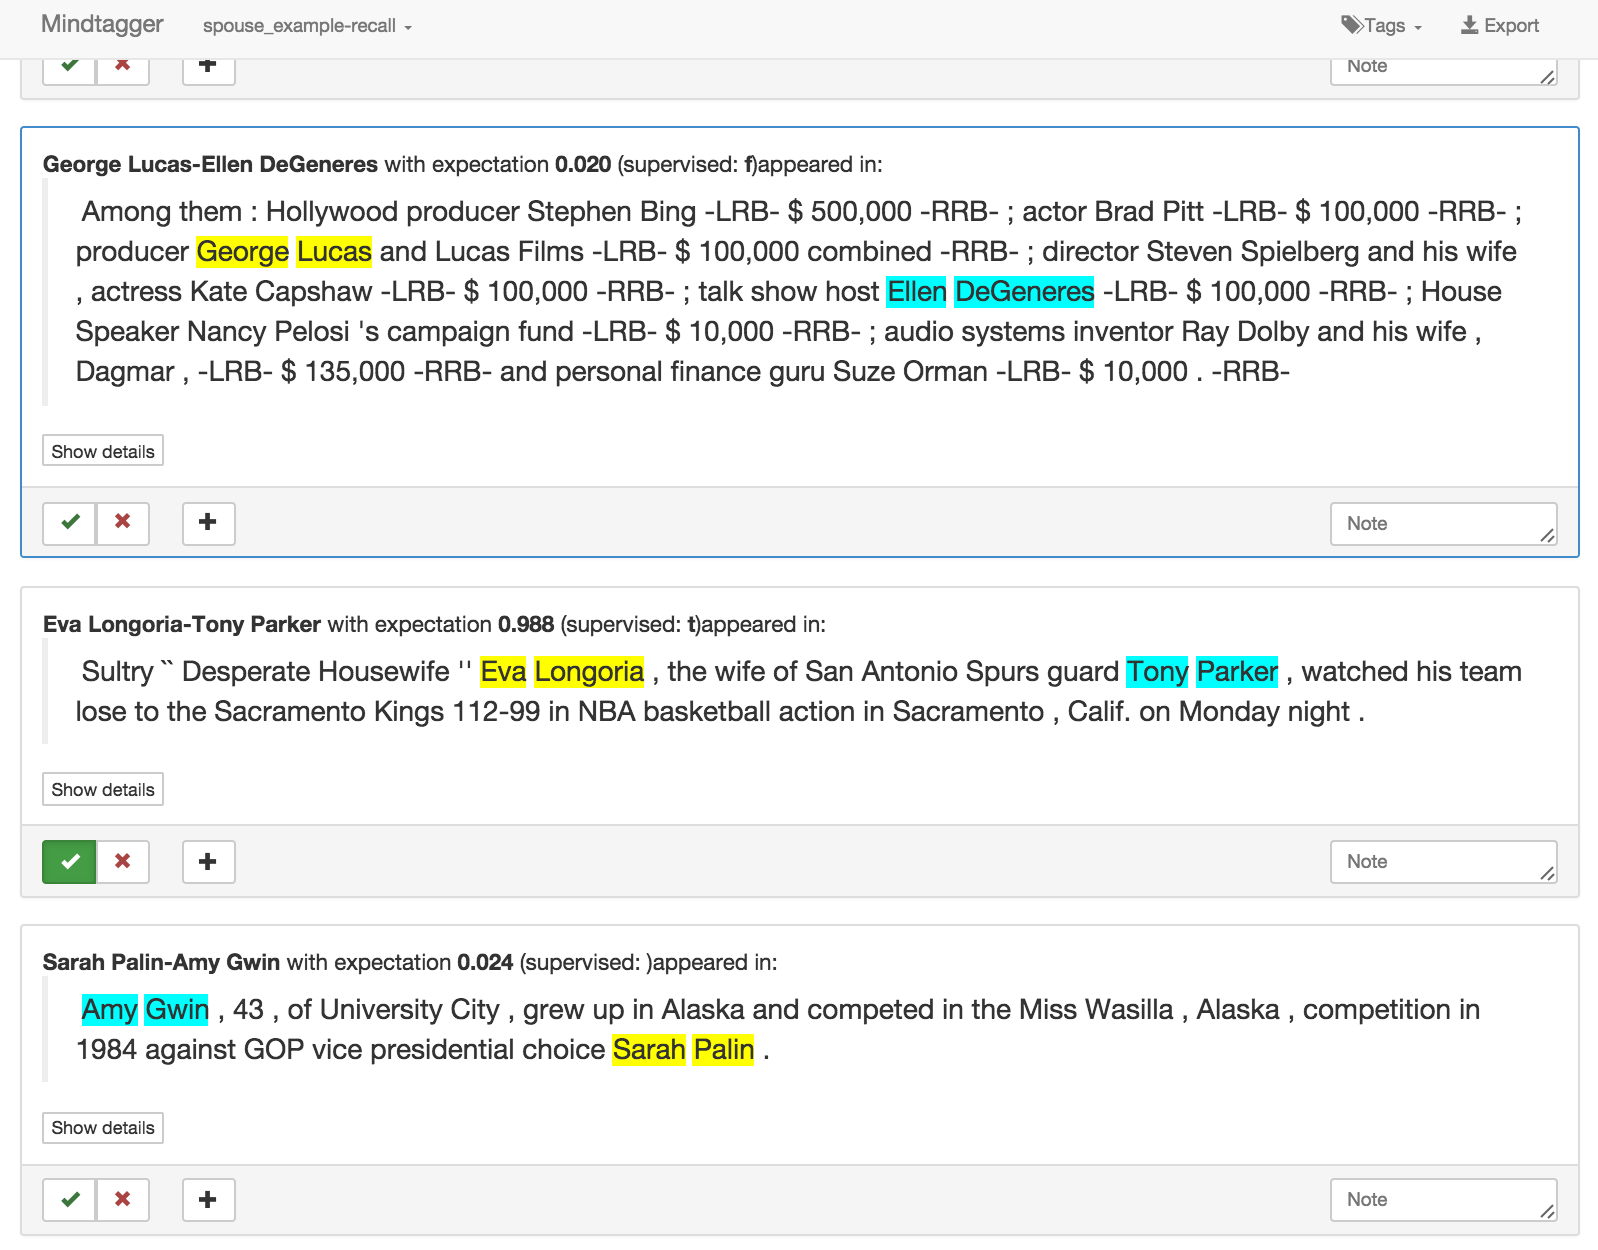 Mindtagger spouse_example-recall Tags Export
Note
George Lucas-Ellen DeGeneres with expectation 0.020 (supervised: f)appeared in:
Among them : Hollywood producer Stephen Bing -LRB- $ 500,000 -RRB- ; actor Brad Pitt -LRB- $ 100,000 -RRB- ;
producer George Lucas and Lucas Films -LRB- $ 100,000 combined -RRB- ; director Steven Spielberg and his wife
, actress Kate Capshaw -LRB- $ 100,000 -RRB- ; talk show host Ellen DeGeneres -LRB- $ 100,000 -RRB- ; House
Speaker Nancy Pelosi 's campaign fund -LRB- $ 10,000 -RRB- ; audio systems inventor Ray Dolby and his wife ,
Dagmar , -LRB- $ 135,000 -RRB- and personal finance guru Suze Orman -LRB- $ 10,000 . -RRB-
Show details
Note
Eva Longoria-Tony Parker with expectation 0.988 (supervised: t)appeared in:
Sultry `` Desperate Housewife '' Eva Longoria , the wife of San Antonio Spurs guard Tony Parker , watched his team
lose to the Sacramento Kings 112-99 in NBA basketball action in Sacramento , Calif. on Monday night .
Show details
Note
Sarah Palin-Amy Gwin with expectation 0.024 (supervised: )appeared in:
Amy Gwin , 43 , of University City , grew up in Alaska and competed in the Miss Wasilla , Alaska , competition in
1984 against GOP vice presidential choice Sarah Palin .
Show details
Note